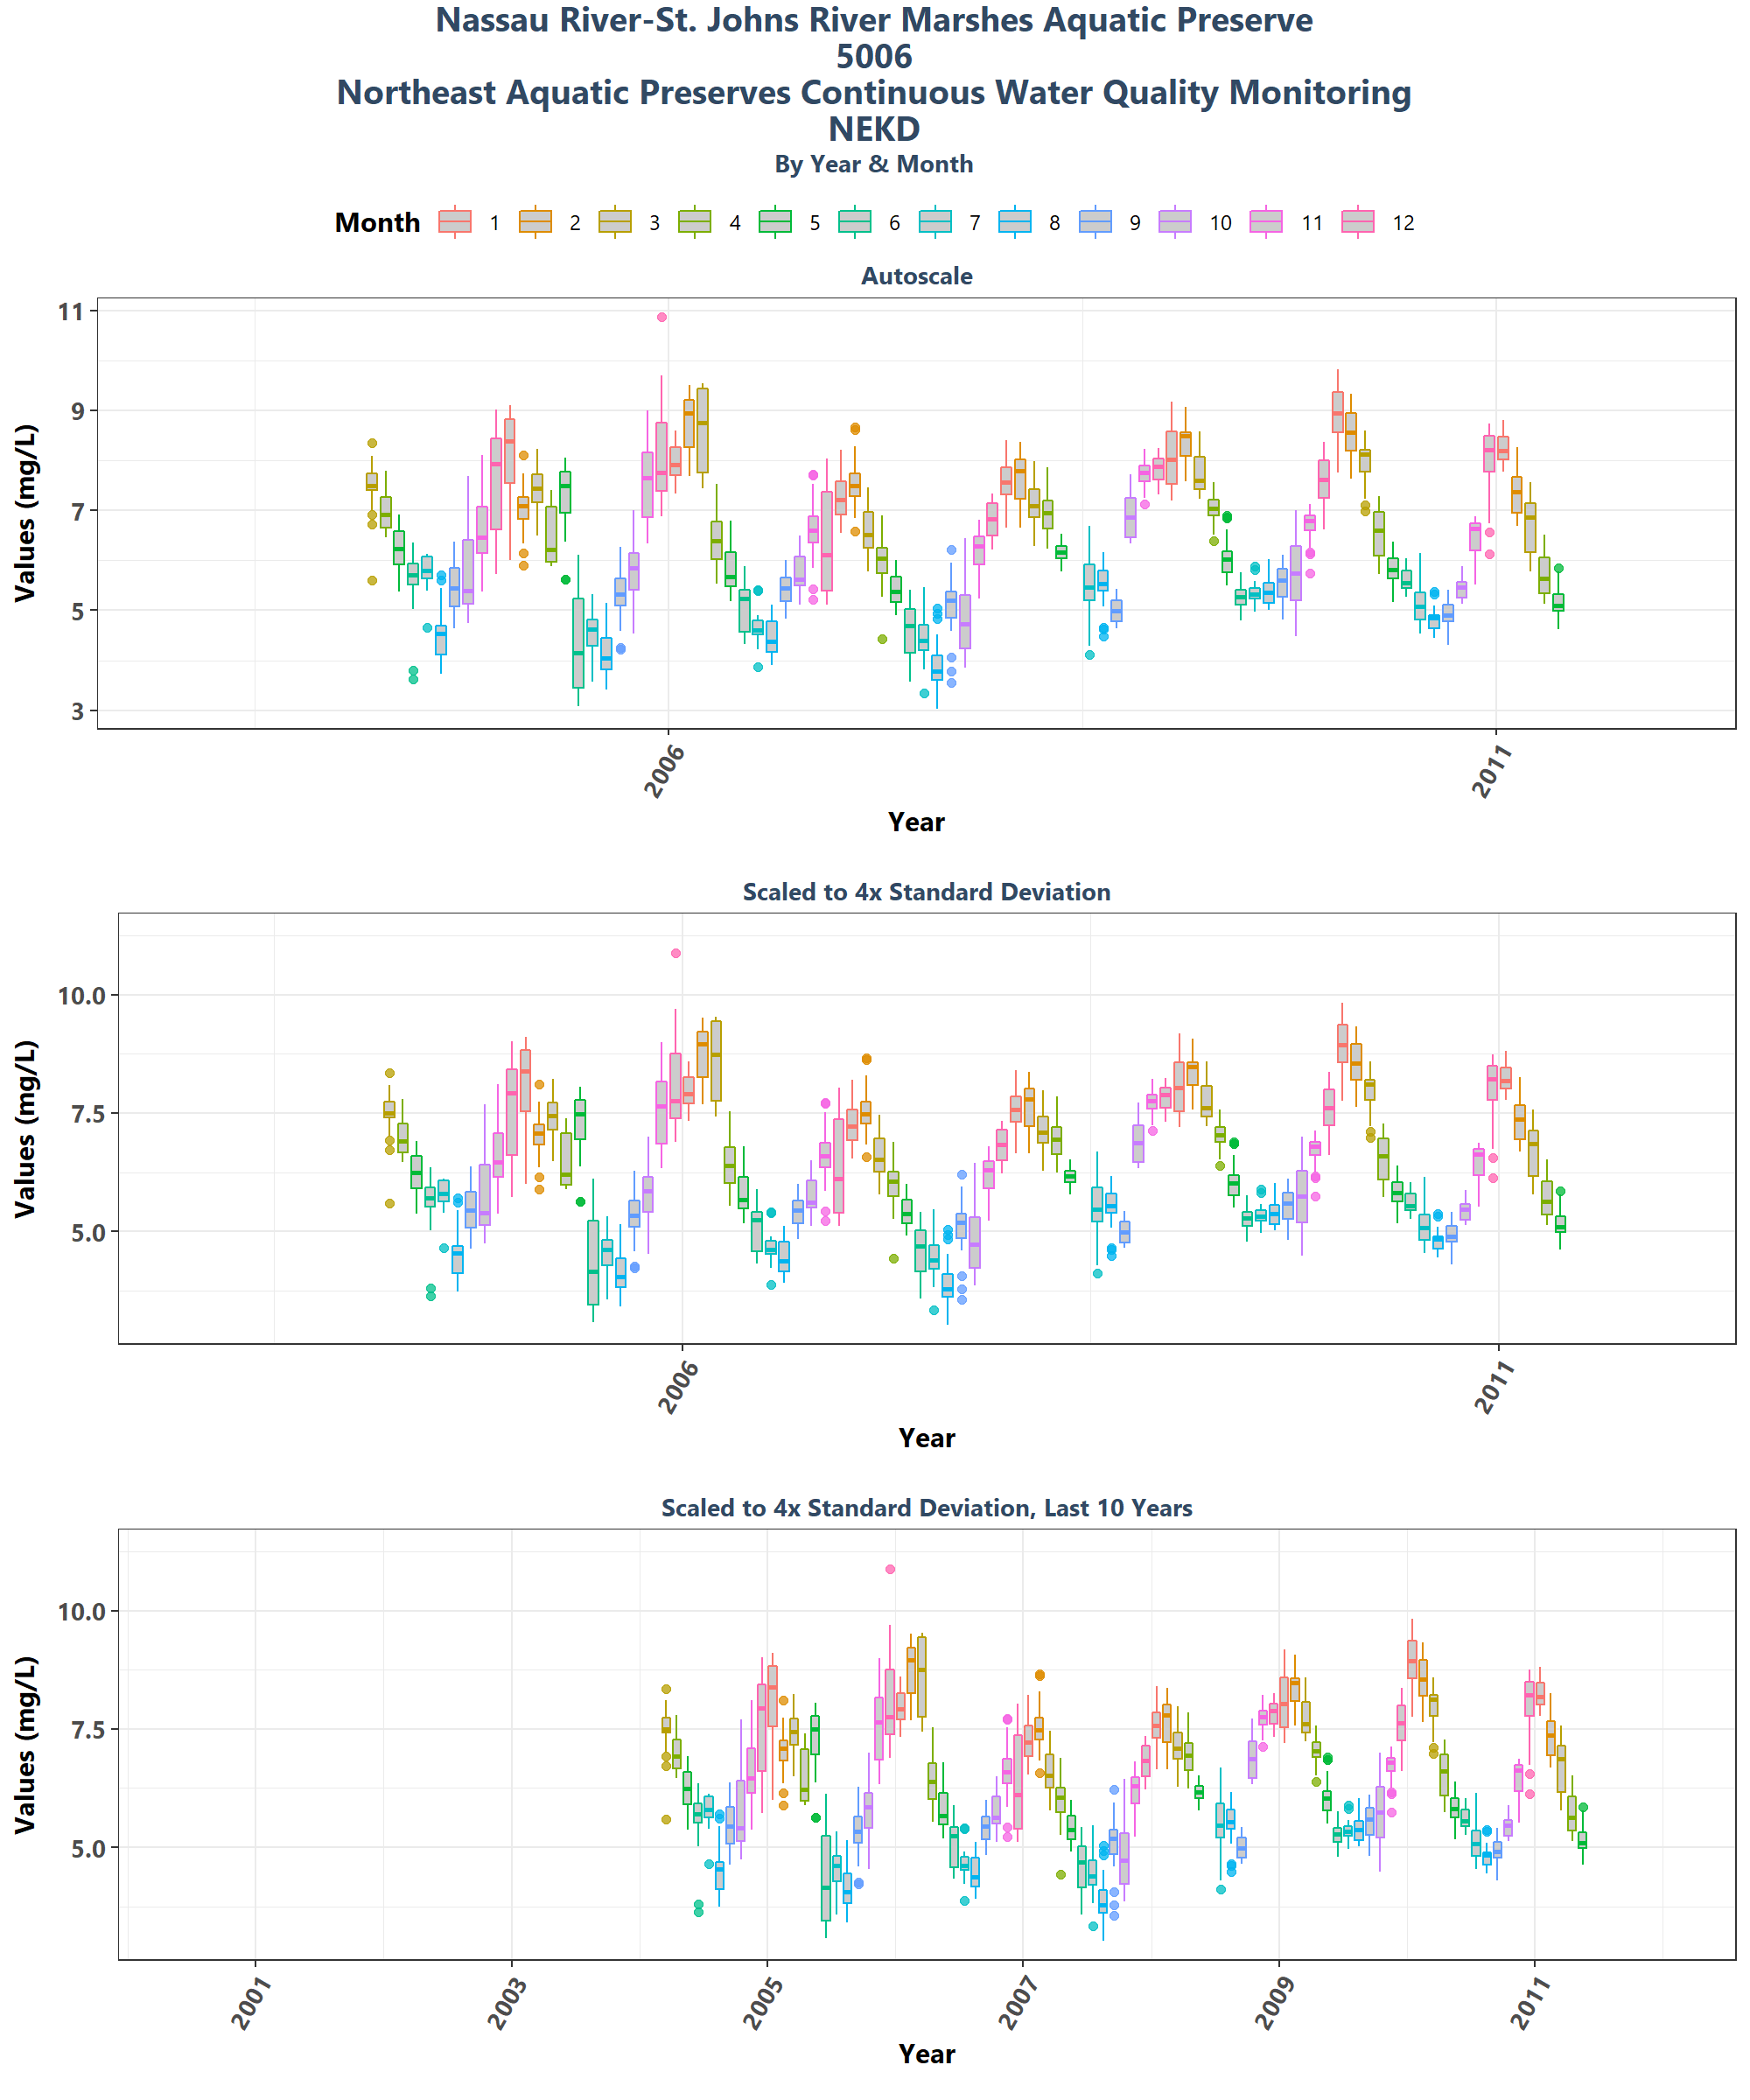 Nassau River-St. Johns River Marshes Aquatic Preserve
5006
Northeast Aquatic Preserves Continuous Water Quality Monitoring
NEKD
By Year & Month
Month 1 2 3 4 5 6 7 8 9 10 11 12
Autoscale
Values (mg/L)
11
9
7
5
3
2006 2011
Year
Scaled to 4x Standard Deviation
Values (mg/L)
10.0
7.5
5.0
2006 2011
Year
Scaled to 4x Standard Deviation, Last 10 Years
Values (mg/L)
10.0
7.5
5.0
2001 2003 2005 2007 2009 2011
Year